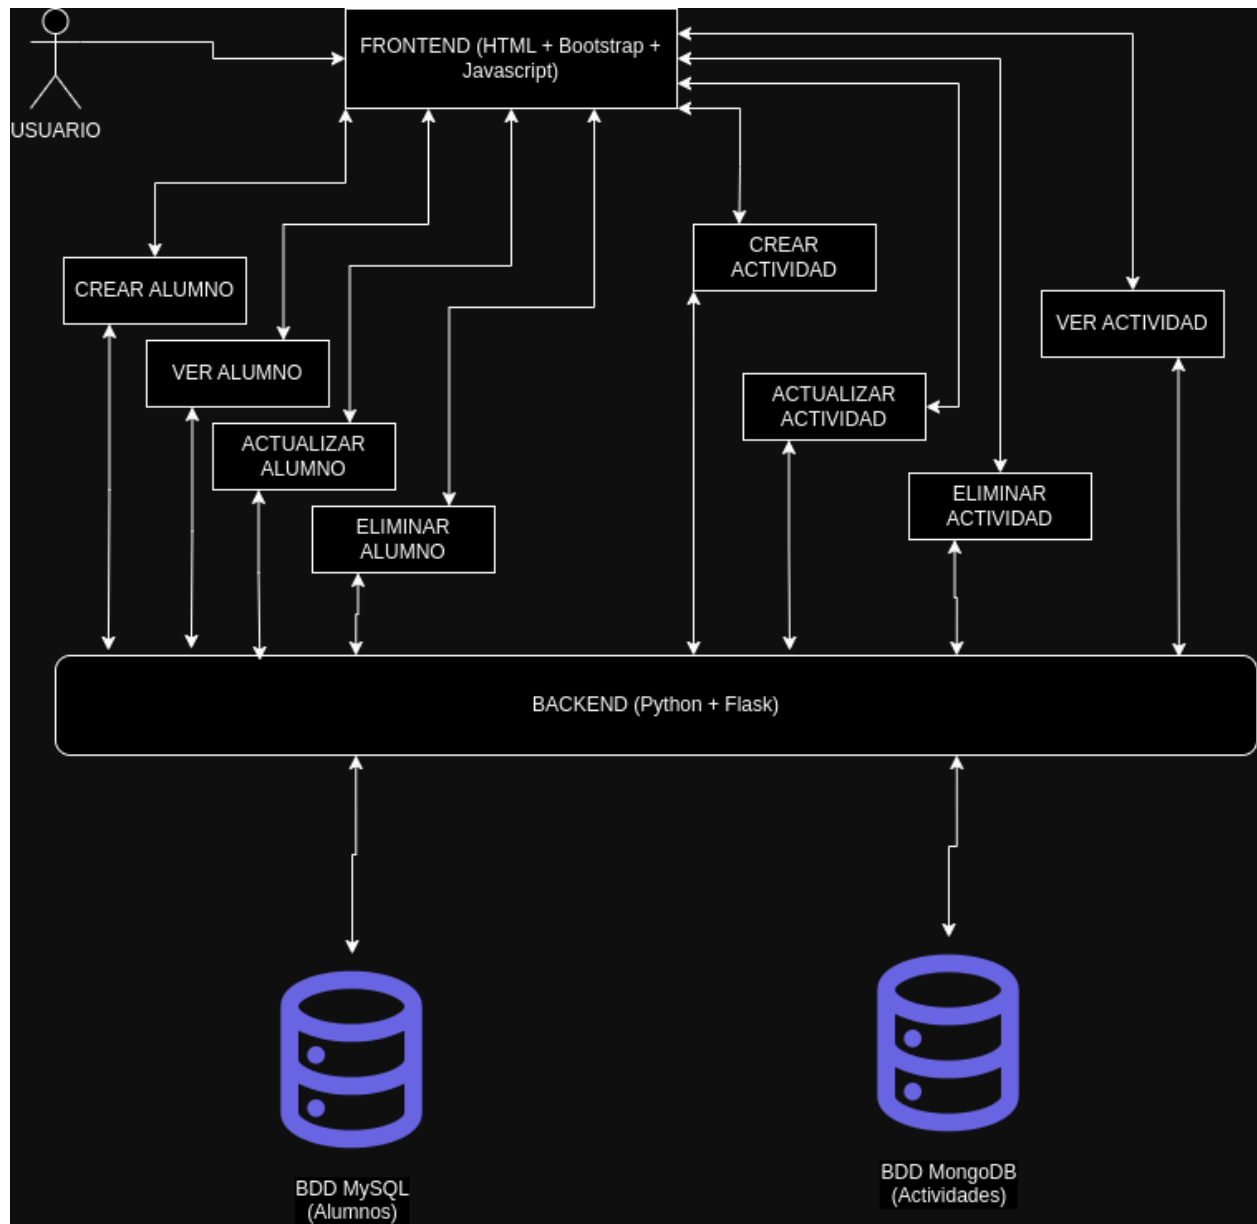 FRONTEND (HTML + Bootstrap +
Javascript)
USUARIO
CREAR
ACTIVIDAD
CREAR ALUMNO
VER ACTIVIDAD
VER ALUMNO
ACTUALIZAR
ACTIVIDAD
ACTUALIZAR
ALUMNO
ELIMINAR
ACTIVIDAD
ELIMINAR
ALUMNO
BACKEND (Python + Flask)
BDD MySQL
(Alumnos)
BDD MongoDB
(Actividades)